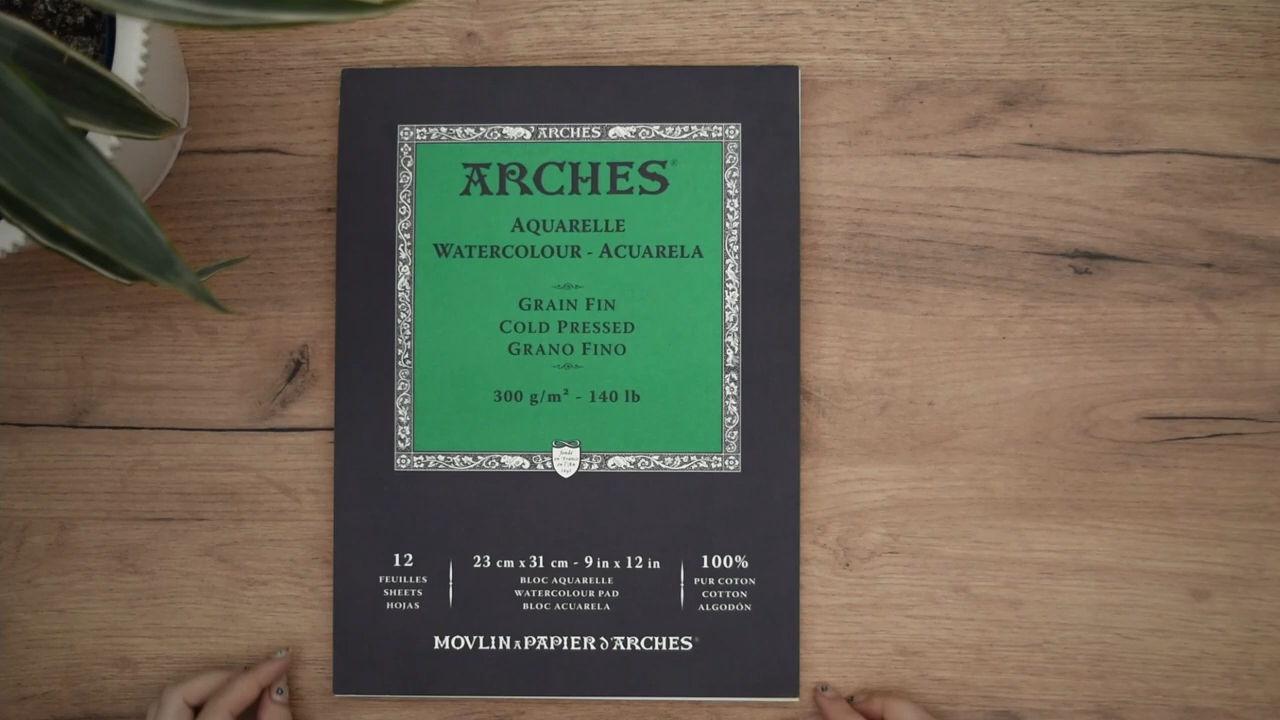 ARCHES
ARCHES®
AQUARELLE
WATERCOLOUR - ACUARELA
GRAIN FIN
COLD PRESSED
GRANO FINO
300 g/m² - 140 lb
12
FEUILLES
SHEETS
HOJAS
23 cm x 31 cm - 9 in x 12 in
BLOC AQUARELLE
WATERCOLOUR PAD
BLOC ACUARELA
100%
PUR COTON
COTTON
ALGODÓN
MOVLIN A PAPIER d'ARCHES®